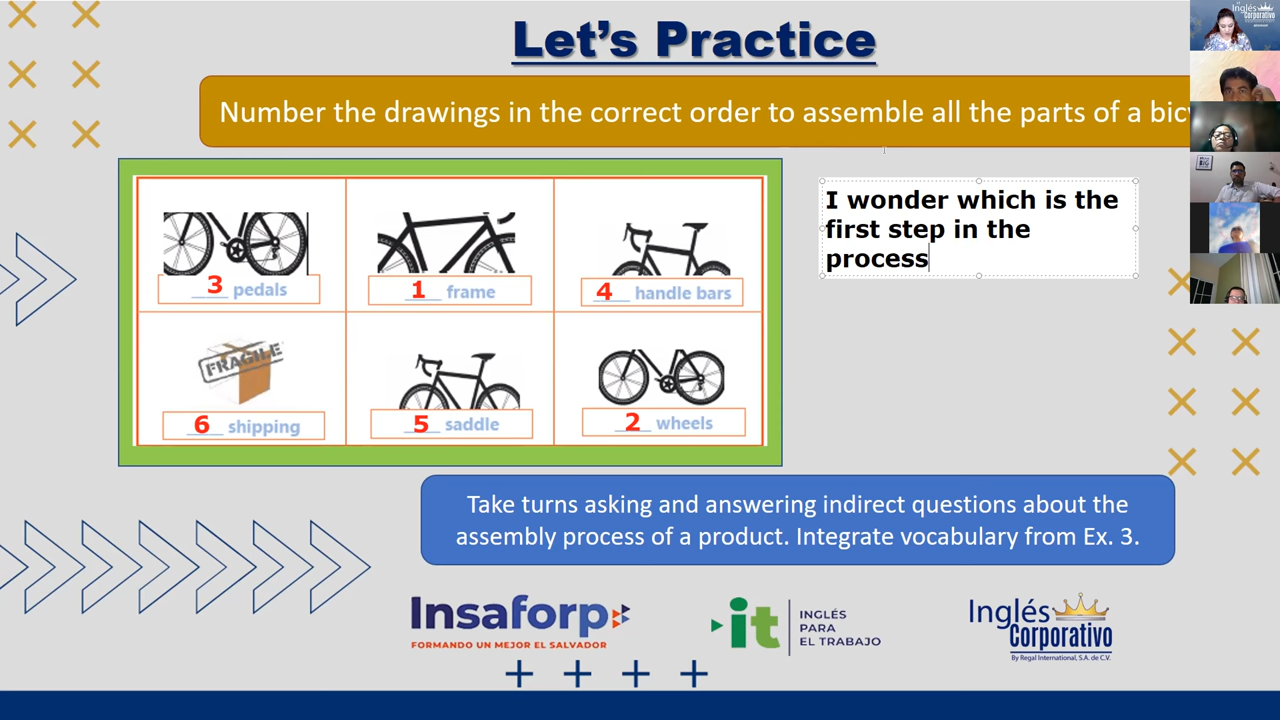 Let's Practice
Number the drawings in the correct order to assemble all the parts of a
3 pedals
1 frame
4 handle bars
FRAGILE
6 shipping
5 saddle
2 wheels
I wonder which is the
first step in the
process
Take turns asking and answering indirect questions about the
assembly process of a product. Integrate vocabulary from Ex. 3.
Insaforp
FORMANDO UN MEJOR EL SALVADOR
it
INGLÉS
PARA
EL TRABAJO
Inglés
Corporativo
By Regal International, S.A. de C.V.
Inglés
Corporativo